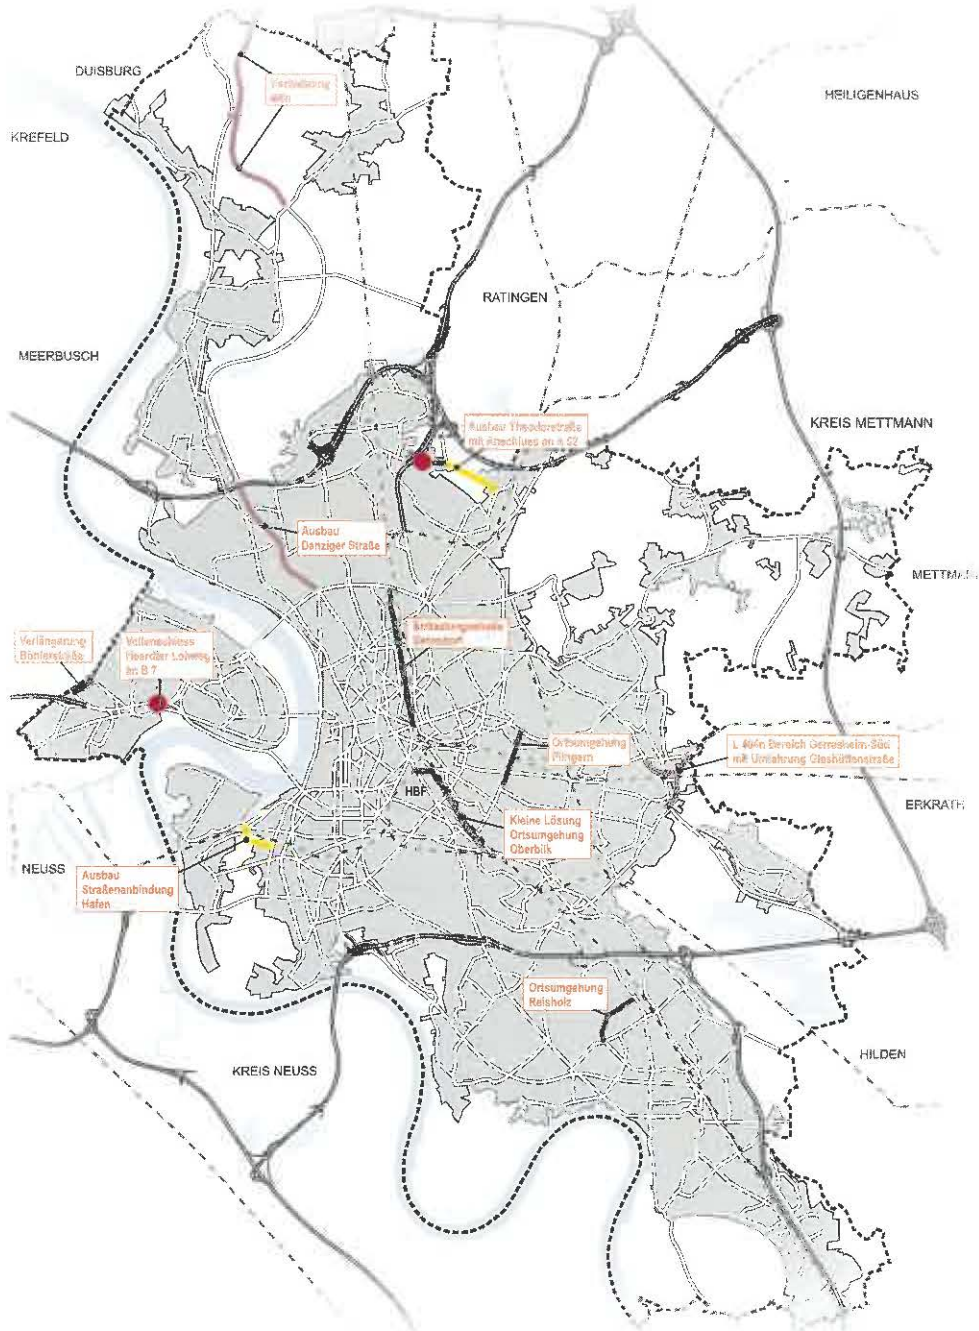 DUISBURG
KREFELD
HEILIGENHAUS
RATINGEN
MEERBUSCH
KREIS METTMANN
Ausbau Theodorstraße
mit Anschluss an A 52
Ausbau
Danziger Straße
Verlängerung
Böhlerstraße
Vollanschluss
Heerdter Lohweg
an B 7
Ortsumgehung
Flingern
L 404n Bereich Gerresheim-Süd
mit Umfahrung Glashüttenstraße
HBF
ERKRATH
Kleine Lösung
Ortsumgehung
Oberbilk
NEUSS
Ausbau
Straßenanbindung
Hafen
Ortsumgehung
Reisholz
HILDEN
KREIS NEUSS